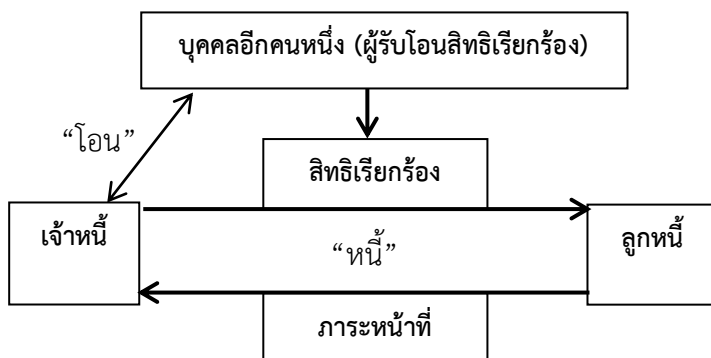 บุคคลอีกคนหนึ่ง (ผู้รับโอนสิทธิเรียกร้อง)
“โอน”
สิทธิเรียกร้อง
เจ้าหนี้
“หนี้”
ลูกหนี้
ภาระหน้าที่